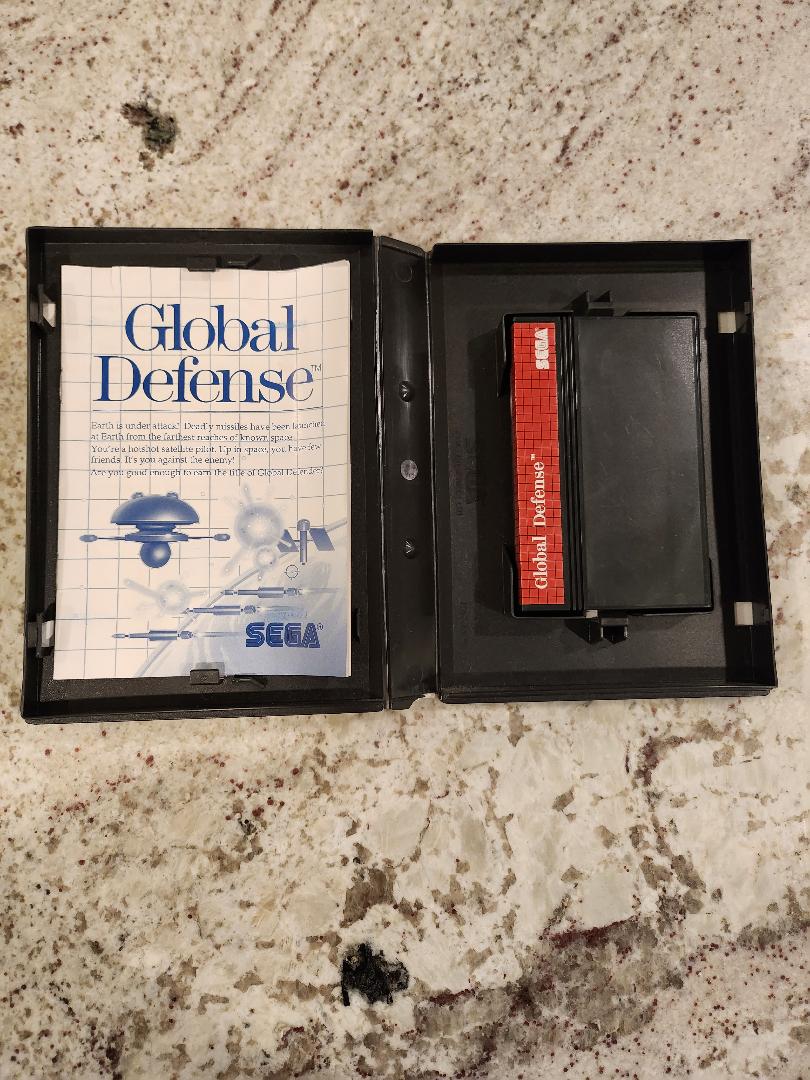 Global
Defense™
Earth is under attack! Deadly missiles have been launched
at Earth from the farthest reaches of known space.
You're a hotshot satellite pilot. Up in space, you have few
friends. It's you against the enemy!
Are you good enough to earn the title of Global Defender?
SEGA®
SEGA
Global Defense™